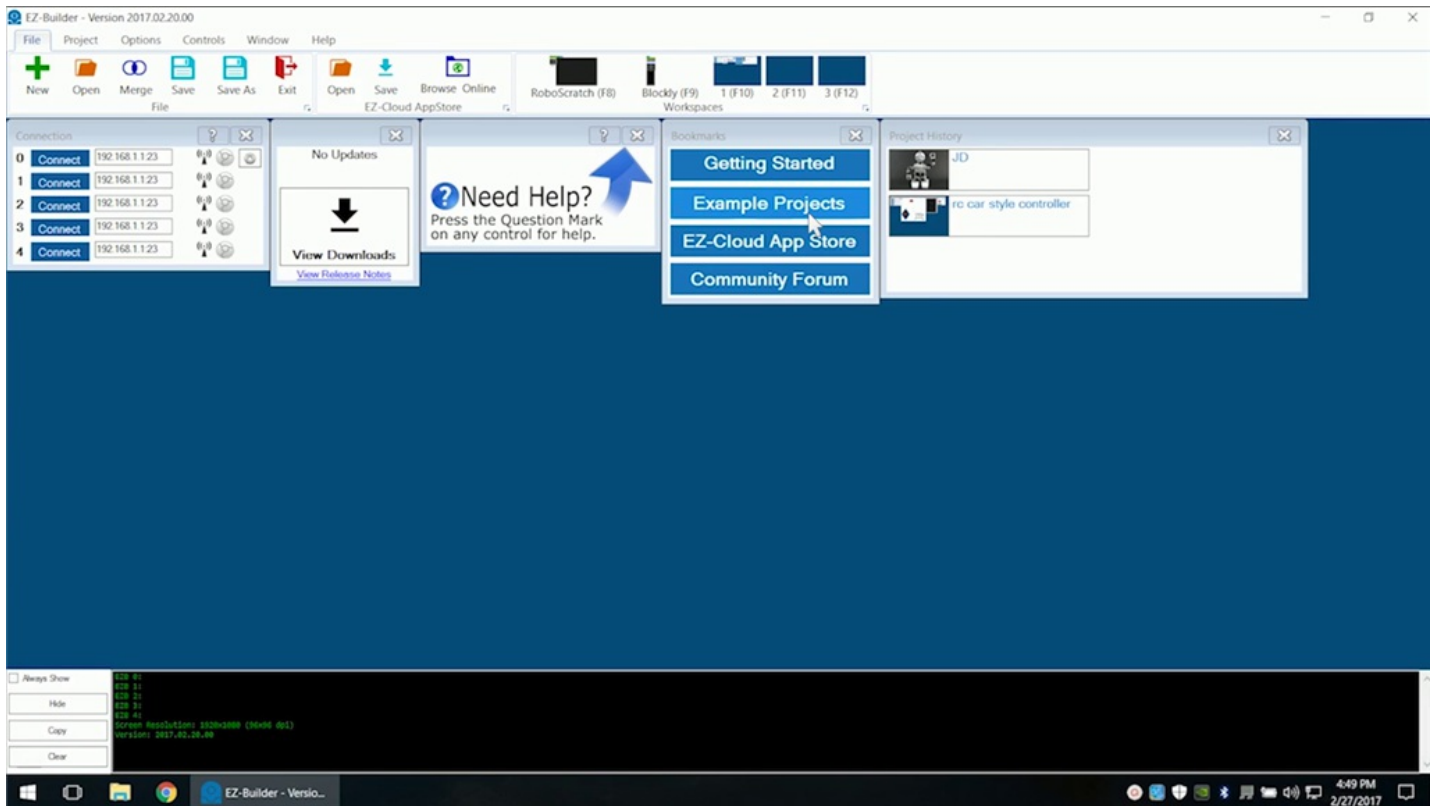 EZ-Builder - Version 2017.02.20.00
File Project Options Controls Window Help
New Open Merge Save Save As Exit Open Save Browse Online RoboScratch (F8) Blockly (F9) 1 (F10) 2 (F11) 3 (F12)
File EZ-Cloud AppStore Workspaces
Connection
0 Connect 192.168.1.1:23
1 Connect 192.168.1.1:23
2 Connect 192.168.1.1:23
3 Connect 192.168.1.1:23
4 Connect 192.168.1.1:23
No Updates
View Downloads
View Release Notes
Need Help?
Press the Question Mark
on any control for help.
Bookmarks
Getting Started
Example Projects
EZ-Cloud App Store
Community Forum
Project History
JD
rc car style controller
Always Show
Hide
Copy
Clear
EZB 0:
EZB 1:
EZB 2:
EZB 3:
EZB 4:
Screen Resolution: 1920x1080 (96x96 dpi)
Version: 2017.02.20.00
EZ-Builder - Versio...
4:49 PM
2/27/2017